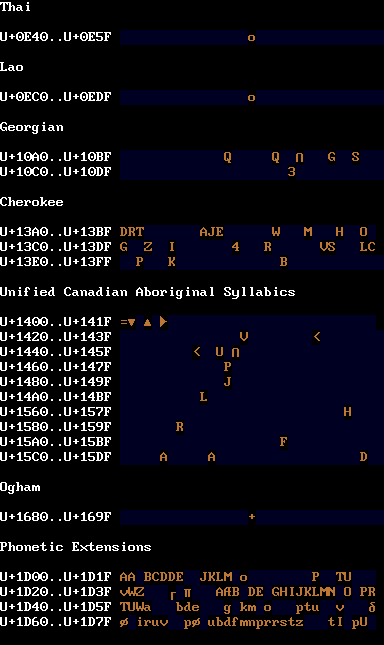 Thai
U+0E40..U+0E5F o
Lao
U+0EC0..U+0EDF o
Georgian
U+10A0..U+10BF Q Q ∩ G S
U+10C0..U+10DF 3
Cherokee
U+13A0..U+13BF DRT AJE W M H O
U+13C0..U+13DF G Z I 4 R VS LC
U+13E0..U+13FF P K B
Unified Canadian Aboriginal Syllabics
U+1400..U+141F =▼ ▲ ►
U+1420..U+143F V <
U+1440..U+145F < U ∩
U+1460..U+147F P
U+1480..U+149F J
U+14A0..U+14BF L
U+1560..U+157F H
U+1580..U+159F R
U+15A0..U+15BF F
U+15C0..U+15DF A A D
Ogham
U+1680..U+169F +
Phonetic Extensions
U+1D00..U+1D1F AA BCDDE JKLM o P TU
U+1D20..U+1D3F vWZ ┌ π AÆB DE GHIJKLMN O PR
U+1D40..U+1D5F TUWa bde g km o ptu v δ
U+1D60..U+1D7F ø iruv pø ubdfmnprrstz tI pU